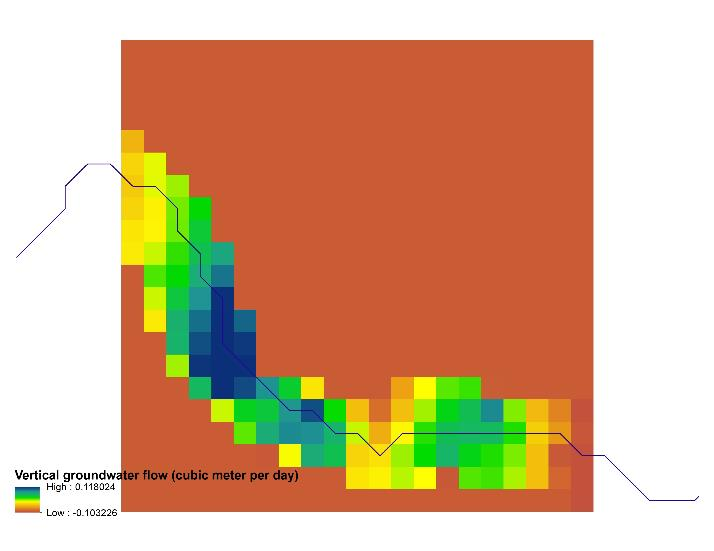 Vertical groundwater flow (cubic meter per day)
High : 0.118024
Low : -0.103226